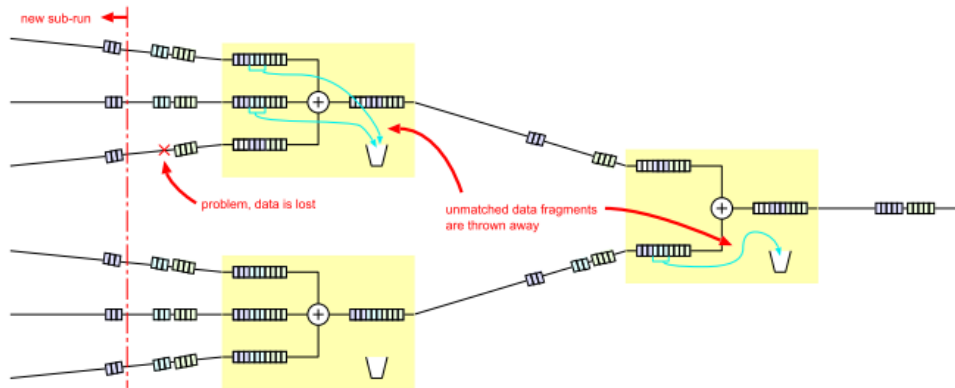 new sub-run
problem, data is lost
unmatched data fragments
are thrown away